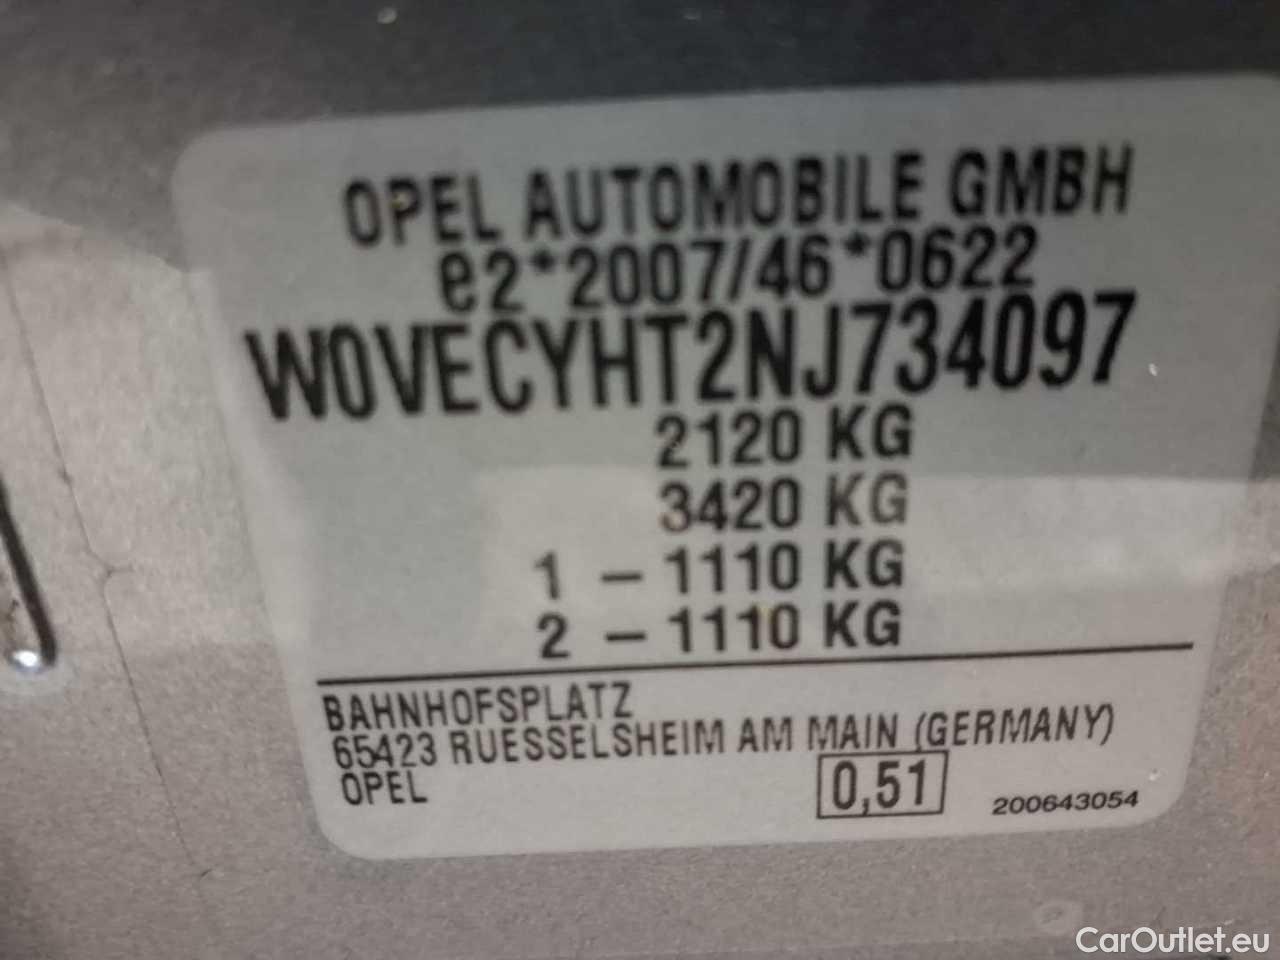 OPEL AUTOMOBILE GMBH
e2*2007/46*0622
W0VECYHT2NJ734097
2120 KG
3420 KG
1 – 1110 KG
2 – 1110 KG
BAHNHOFSPLATZ
65423 RUESSELSHEIM AM MAIN (GERMANY)
OPEL
0,51
200643054
CarOutlet.eu